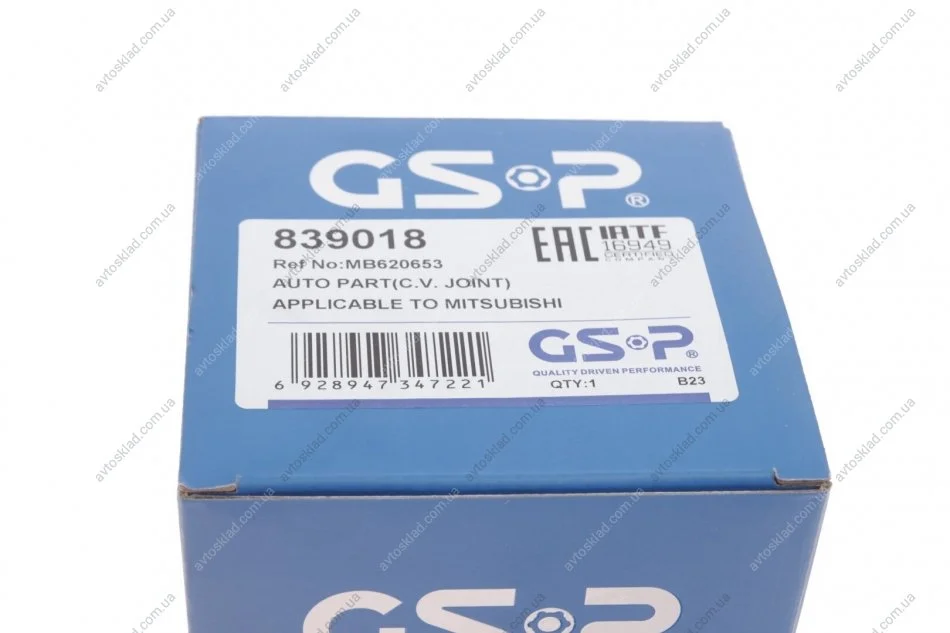 GSP®
839018
Ref No:MB620653
AUTO PART(C.V. JOINT)
APPLICABLE TO MITSUBISHI
EAC
IATF
16949
CERTIFIED
COMPANY
6 928947 347221
GSP®
QUALITY DRIVEN PERFORMANCE
QTY:1 B23
GSP
avtosklad.com.ua